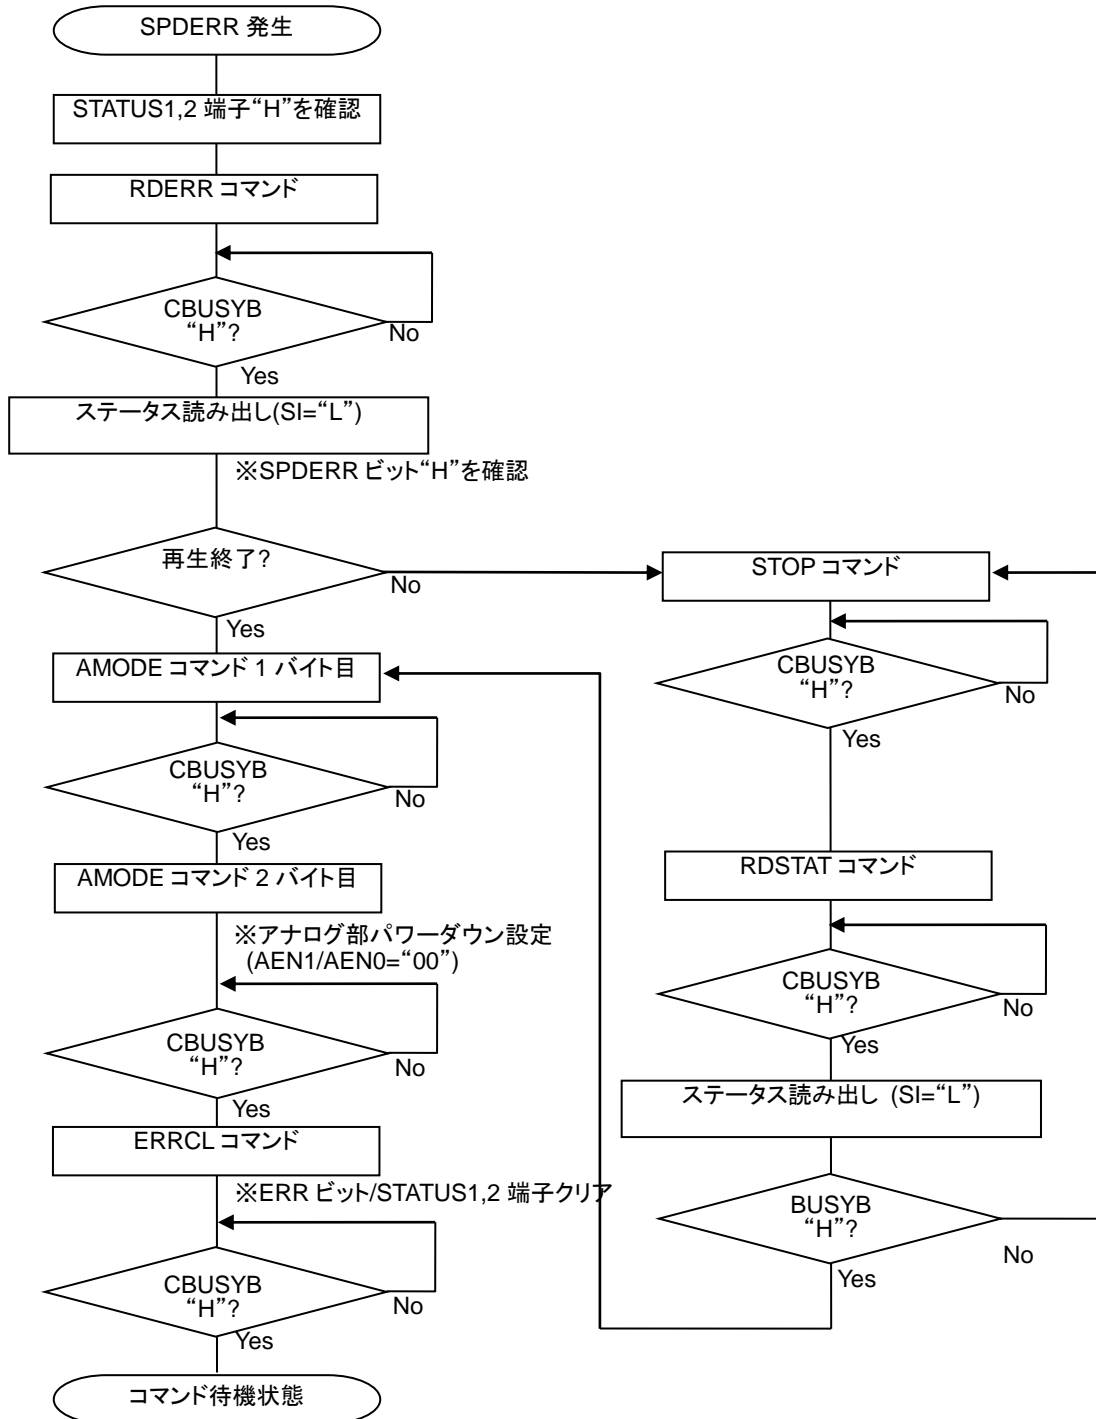 SPDERR 発生
STATUS1,2 端子“H”を確認
RDERR コマンド
CBUSYB
“H”?
No
Yes
ステータス読み出し(SI=“L”)
※SPDERR ビット“H”を確認
再生終了?
No
Yes
AMODE コマンド 1 バイト目
CBUSYB
“H”?
No
Yes
AMODE コマンド 2 バイト目
※アナログ部パワーダウン設定
(AEN1/AEN0=“00”)
CBUSYB
“H”?
No
Yes
ERRCL コマンド
※ERR ビット/STATUS1,2 端子クリア
CBUSYB
“H”?
No
Yes
コマンド待機状態
STOP コマンド
CBUSYB
“H”?
No
Yes
RDSTAT コマンド
CBUSYB
“H”?
No
Yes
ステータス読み出し (SI=“L”)
BUSYB
“H”?
No
Yes